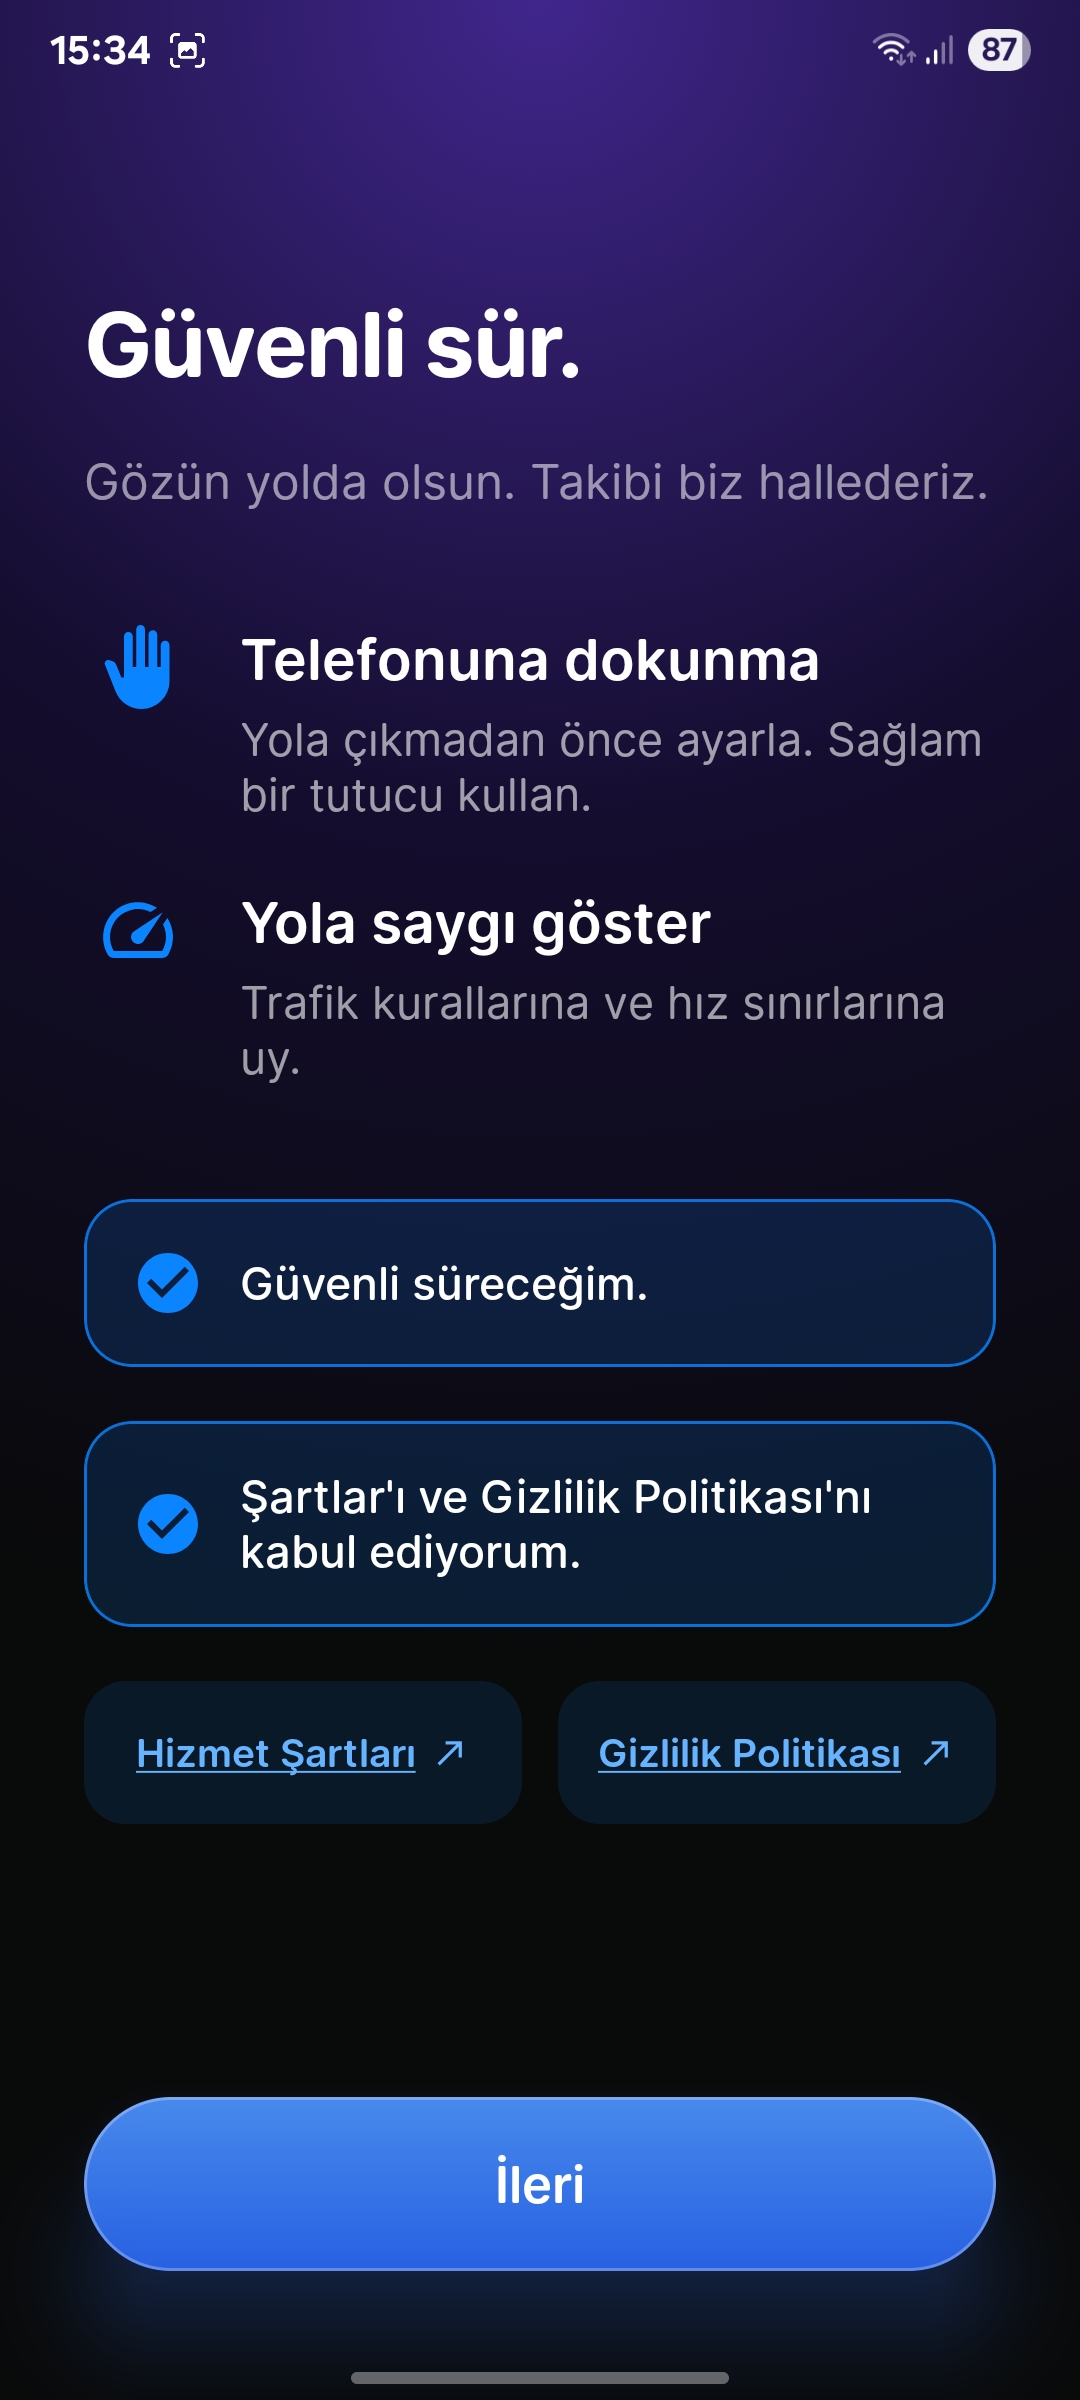 15:34
87
Güvenli sür.
Gözün yolda olsun. Takibi biz hallederiz.
Telefonuna dokunma
Yola çıkmadan önce ayarla. Sağlam
bir tutucu kullan.
Yola saygı göster
Trafik kurallarına ve hız sınırlarına
uy.
Güvenli süreceğim.
Şartlar'ı ve Gizlilik Politikası'nı
kabul ediyorum.
Hizmet Şartları
Gizlilik Politikası
İleri